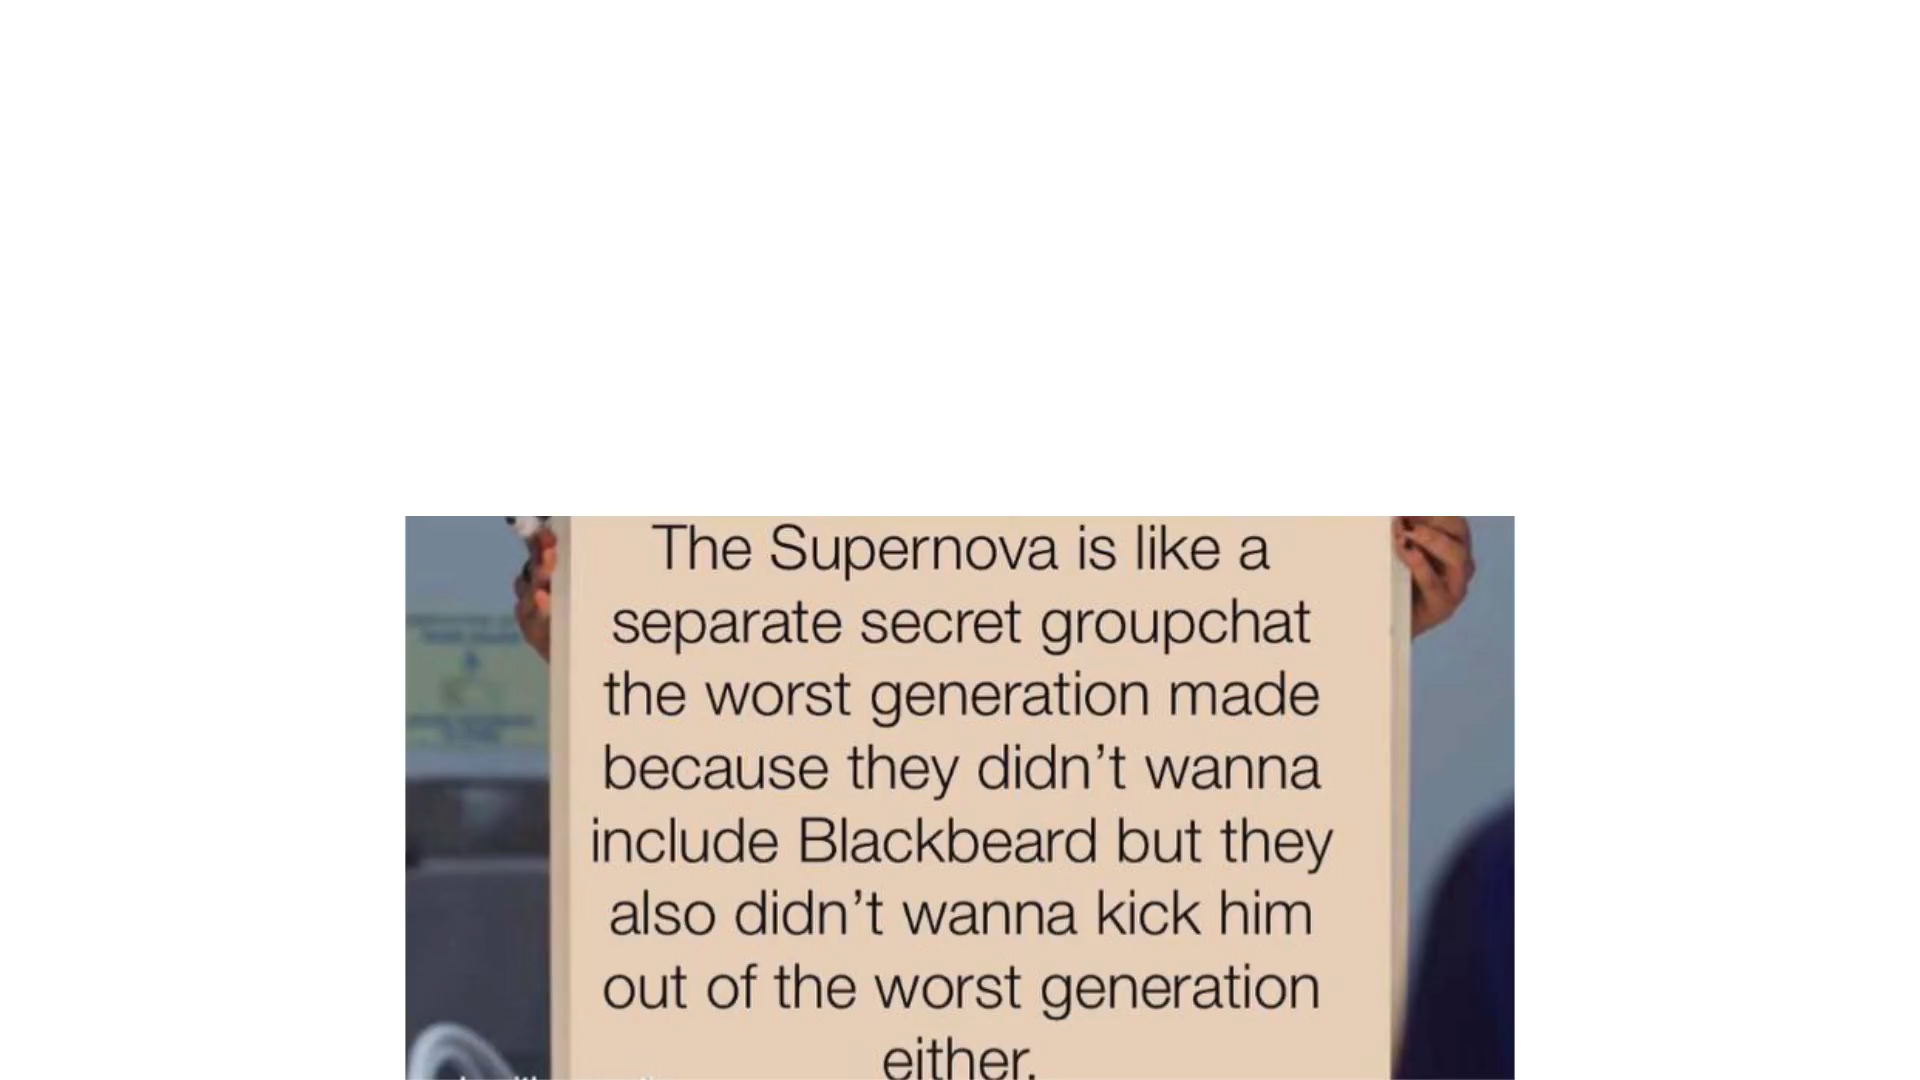 The Supernova is like a
separate secret groupchat
the worst generation made
because they didn’t wanna
include Blackbeard but they
also didn’t wanna kick him
out of the worst generation
either.